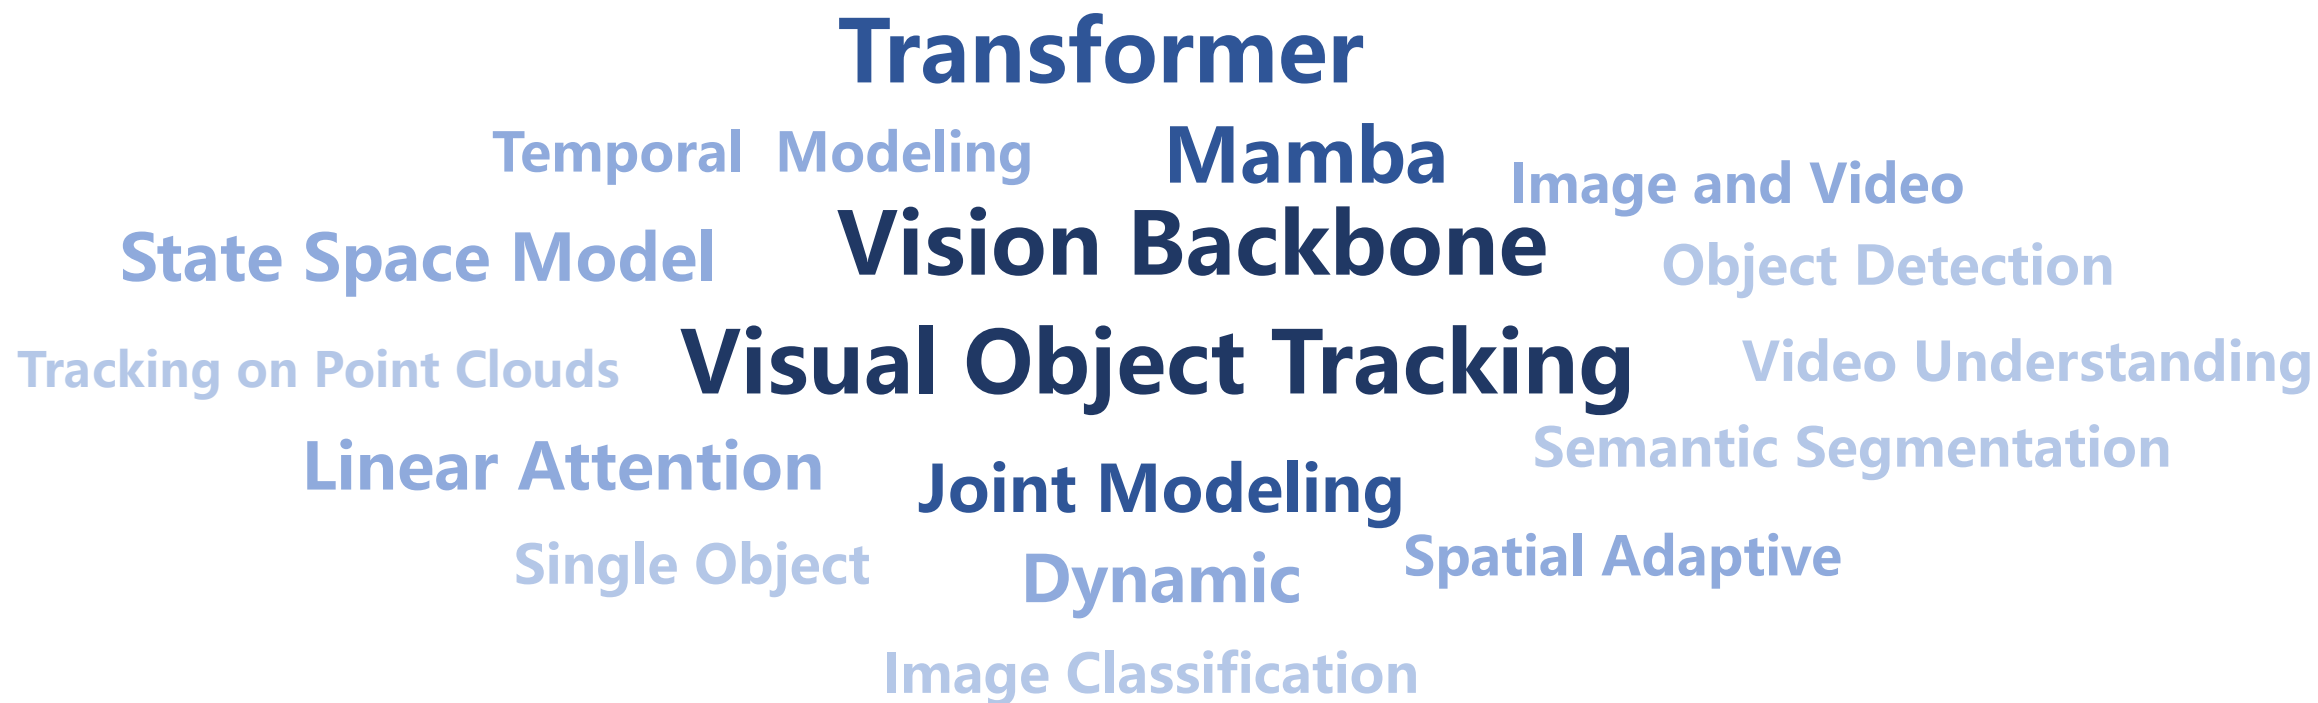 Transformer
Temporal  Modeling
Mamba
Image and Video
State Space Model
Vision Backbone
Object Detection
Tracking on Point Clouds
Visual Object Tracking
Video Understanding
Linear Attention
Joint Modeling
Semantic Segmentation
Single Object
Dynamic
Spatial Adaptive
Image Classification